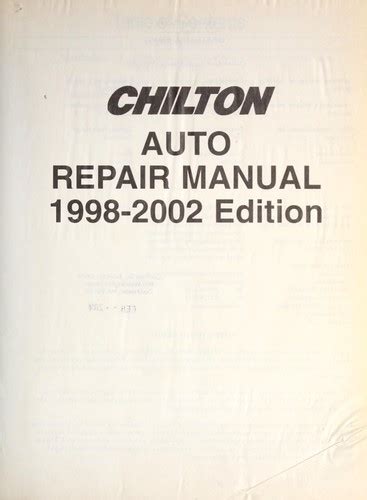 CHILTON
AUTO
REPAIR MANUAL
1998-2002 Edition